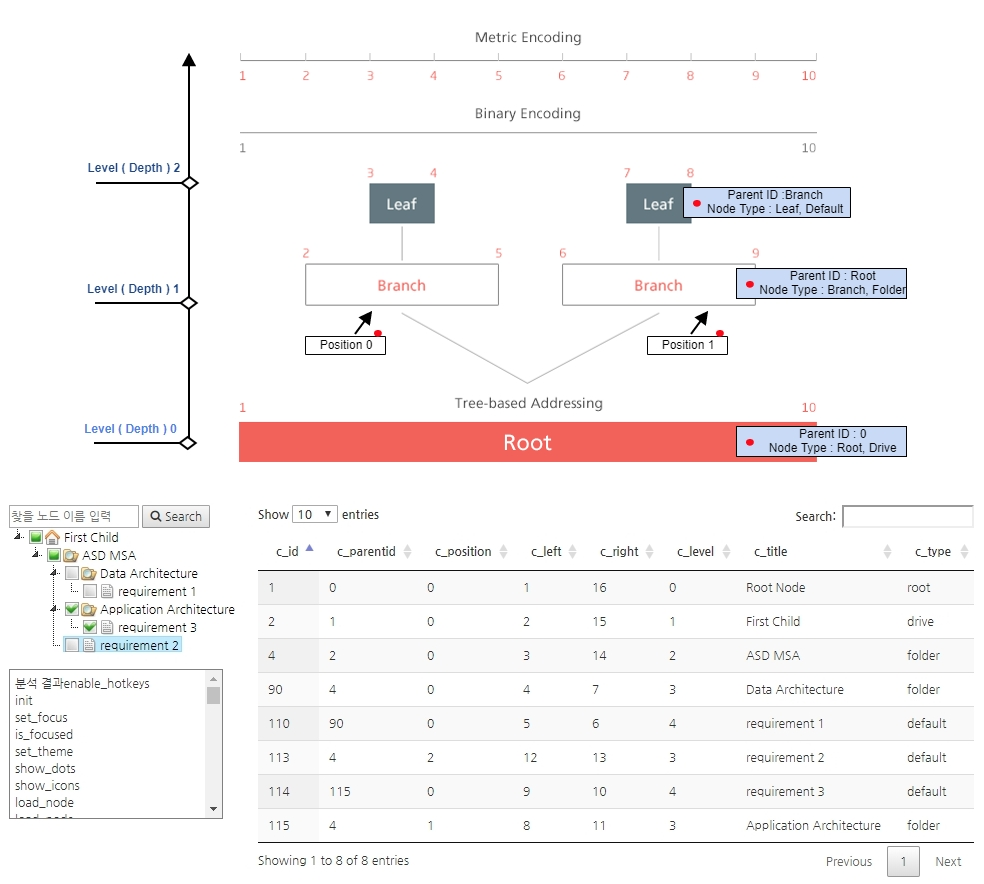 Metric Encoding
1 2 3 4 5 6 7 8 9 10
Binary Encoding
1 10
Level ( Depth ) 2
3 4 7 8
Leaf Leaf
Parent ID :Branch
Node Type : Leaf, Default
2 5 6 9
Level ( Depth ) 1
Branch Branch
Parent ID : Root
Node Type : Branch, Folder
Position 0 Position 1
Tree-based Addressing
1 10
Level ( Depth ) 0
Root
Parent ID : 0
Node Type : Root, Drive
찾을 노드 이름 입력 Search
First Child
ASD MSA
Data Architecture
requirement 1
Application Architecture
requirement 3
requirement 2
분석 결과enable_hotkeys
init
set_focus
is_focused
set_theme
show_dots
show_icons
load_node
load_node
Show 10 entries Search:
c_id c_parentid c_position c_left c_right c_level c_title c_type
1 0 0 1 16 0 Root Node root
2 1 0 2 15 1 First Child drive
4 2 0 3 14 2 ASD MSA folder
90 4 0 4 7 3 Data Architecture folder
110 90 0 5 6 4 requirement 1 default
113 4 2 12 13 3 requirement 2 default
114 115 0 9 10 4 requirement 3 default
115 4 1 8 11 3 Application Architecture folder
Showing 1 to 8 of 8 entries Previous 1 Next